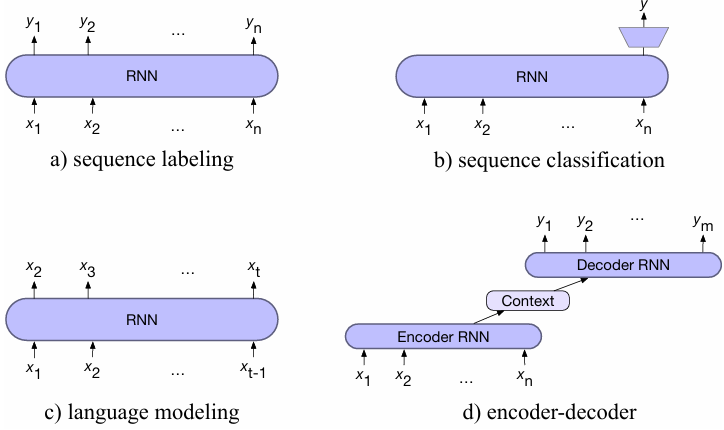 y1 y2 ... yn
RNN
x1 x2 ... xn
a) sequence labeling
y
RNN
x1 x2 ... xn
b) sequence classification
x2 x3 ... xt
RNN
x1 x2 ... xt-1
c) language modeling
y1 y2 ... ym
Decoder RNN
Context
Encoder RNN
x1 x2 ... xn
d) encoder-decoder